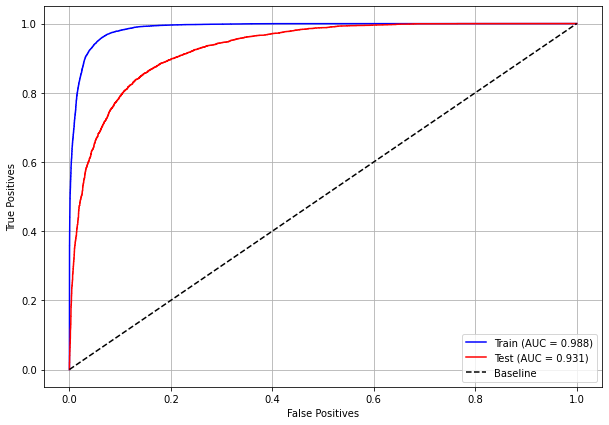 1.0
0.8
0.6
0.4
0.2
0.0
True Positives
0.0 0.2 0.4 0.6 0.8 1.0
False Positives
Train (AUC = 0.988)
Test (AUC = 0.931)
Baseline